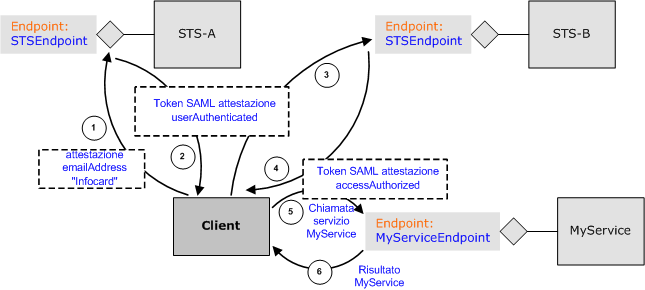 Endpoint:
STSEndpoint
STS-A
Endpoint:
STSEndpoint
STS-B
3
Token SAML attestazione
userAuthenticated
1
2
attestazione
emailAddress
"Infocard"
4
Token SAML attestazione
accessAuthorized
Client
5
Chiamata
servizio
MyService
Endpoint:
MyServiceEndpoint
MyService
6
Risultato
MyService